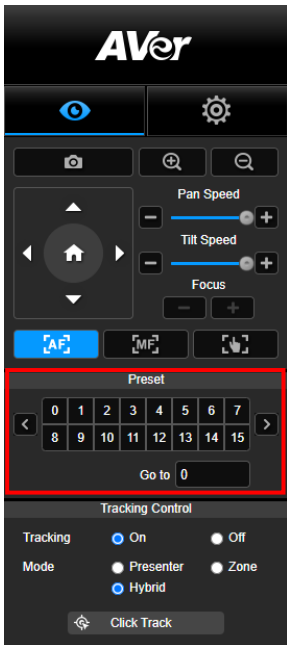 AVer
Pan Speed
Tilt Speed
Focus
AF
MF
Preset
0 1 2 3 4 5 6 7
8 9 10 11 12 13 14 15
Go to 0
Tracking Control
Tracking On Off
Mode Presenter Zone
Hybrid
Click Track